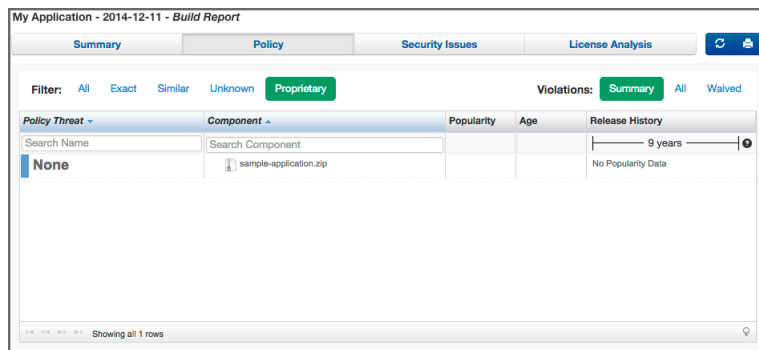 My Application - 2014-12-11 - Build Report
Summary Policy Security Issues License Analysis
Filter: All Exact Similar Unknown Proprietary Violations: Summary All Waived
Policy Threat Component Popularity Age Release History
Search Name Search Component 9 years ?
None sample-application.zip No Popularity Data
Showing all 1 rows